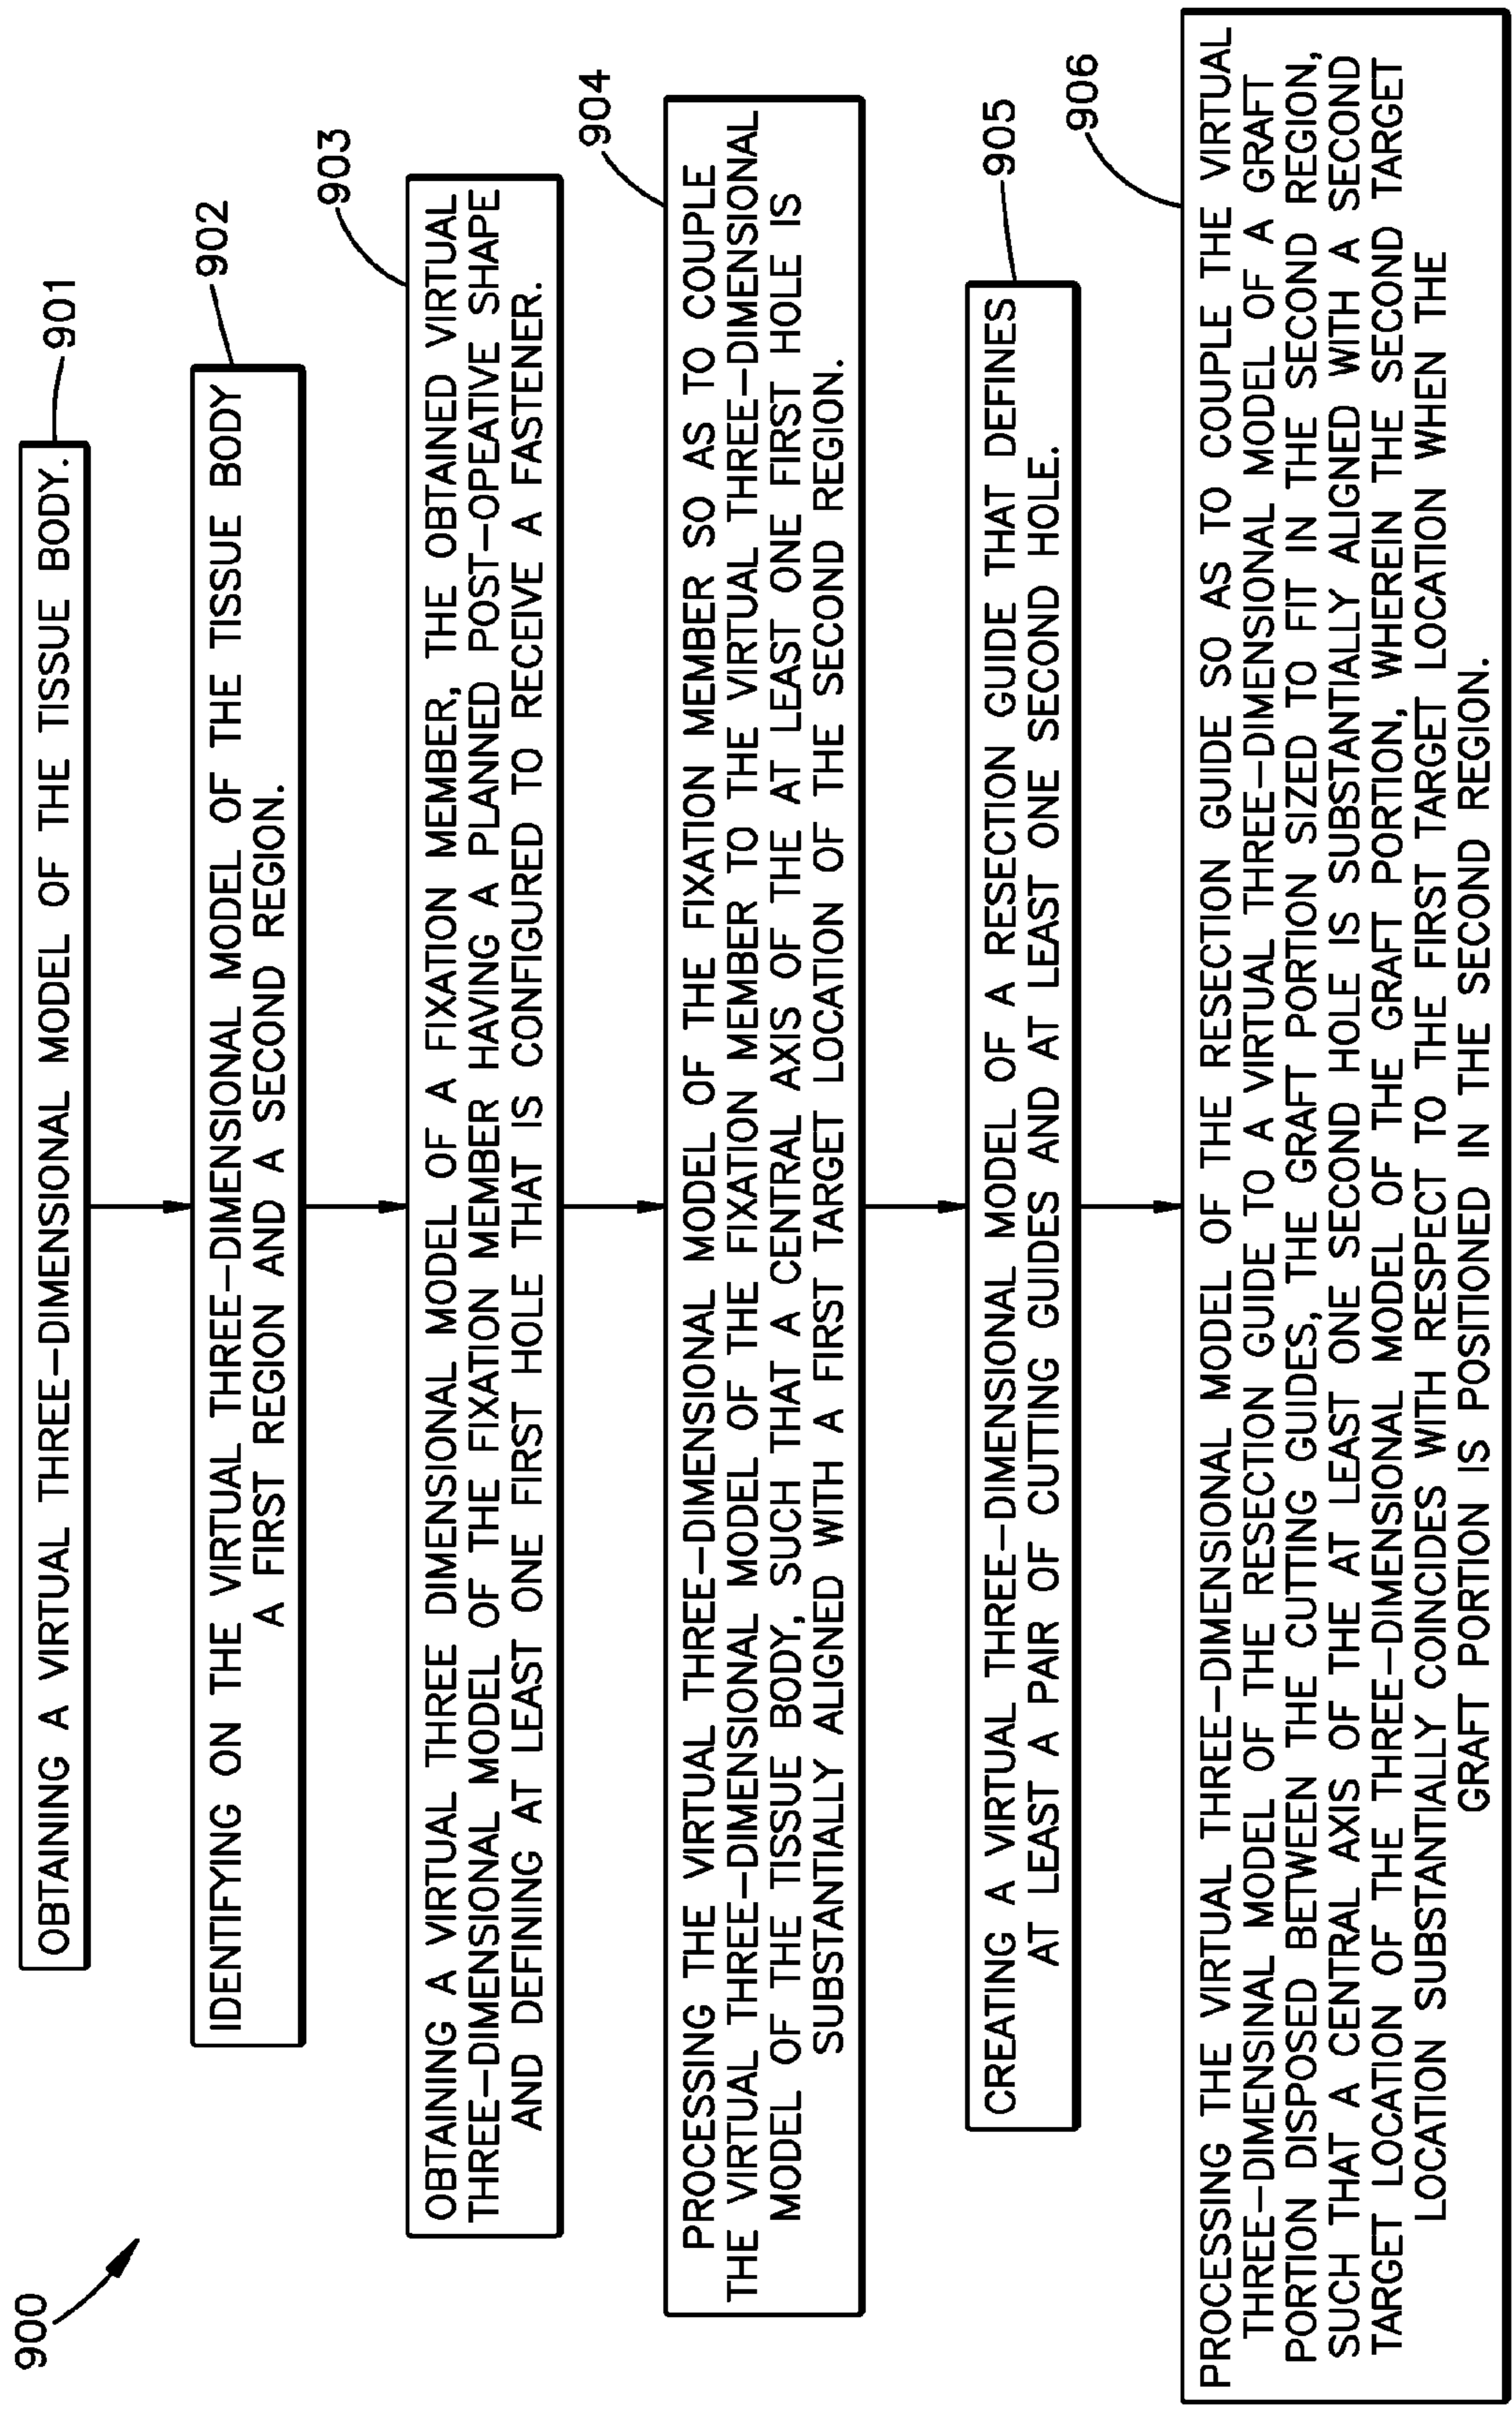 900
OBTAINING A VIRTUAL THREE–DIMENSIONAL MODEL OF THE TISSUE BODY.
901
IDENTIFYING ON THE VIRTUAL THREE–DIMENSIONAL MODEL OF THE TISSUE BODY
A FIRST REGION AND A SECOND REGION.
902
OBTAINING A VIRTUAL THREE DIMENSIONAL MODEL OF A FIXATION MEMBER, THE OBTAINED VIRTUAL
THREE–DIMENSIONAL MODEL OF THE FIXATION MEMBER HAVING A PLANNED POST–OPEATIVE SHAPE
AND DEFINING AT LEAST ONE FIRST HOLE THAT IS CONFIGURED TO RECEIVE A FASTENER.
903
PROCESSING THE VIRTUAL THREE–DIMENSIONAL MODEL OF THE FIXATION MEMBER SO AS TO COUPLE
THE VIRTUAL THREE–DIMENSIONAL MODEL OF THE FIXATION MEMBER TO THE VIRTUAL THREE–DIMENSIONAL
MODEL OF THE TISSUE BODY, SUCH THAT A CENTRAL AXIS OF THE AT LEAST ONE FIRST HOLE IS
SUBSTANTIALLY ALIGNED WITH A FIRST TARGET LOCATION OF THE SECOND REGION.
904
CREATING A VIRTUAL THREE–DIMENSIONAL MODEL OF A RESECTION GUIDE THAT DEFINES
AT LEAST A PAIR OF CUTTING GUIDES AND AT LEAST ONE SECOND HOLE.
905
PROCESSING THE VIRTUAL THREE–DIMENSIONAL MODEL OF THE RESECTION GUIDE SO AS TO COUPLE THE VIRTUAL
THREE–DIMENSINAL MODEL OF THE RESECTION GUIDE TO A VIRTUAL THREE–DIMENSIONAL MODEL OF A GRAFT
PORTION DISPOSED BETWEEN THE CUTTING GUIDES, THE GRAFT PORTION SIZED TO FIT IN THE SECOND REGION,
SUCH THAT A CENTRAL AXIS OF THE AT LEAST ONE SECOND HOLE IS SUBSTANTIALLY ALIGNED WITH A SECOND
TARGET LOCATION OF THE THREE–DIMENSIONAL MODEL OF THE GRAFT PORTION, WHEREIN THE SECOND TARGET
LOCATION SUBSTANTIALLY COINCIDES WITH RESPECT TO THE FIRST TARGET LOCATION WHEN THE
GRAFT PORTION IS POSITIONED IN THE SECOND REGION.
906